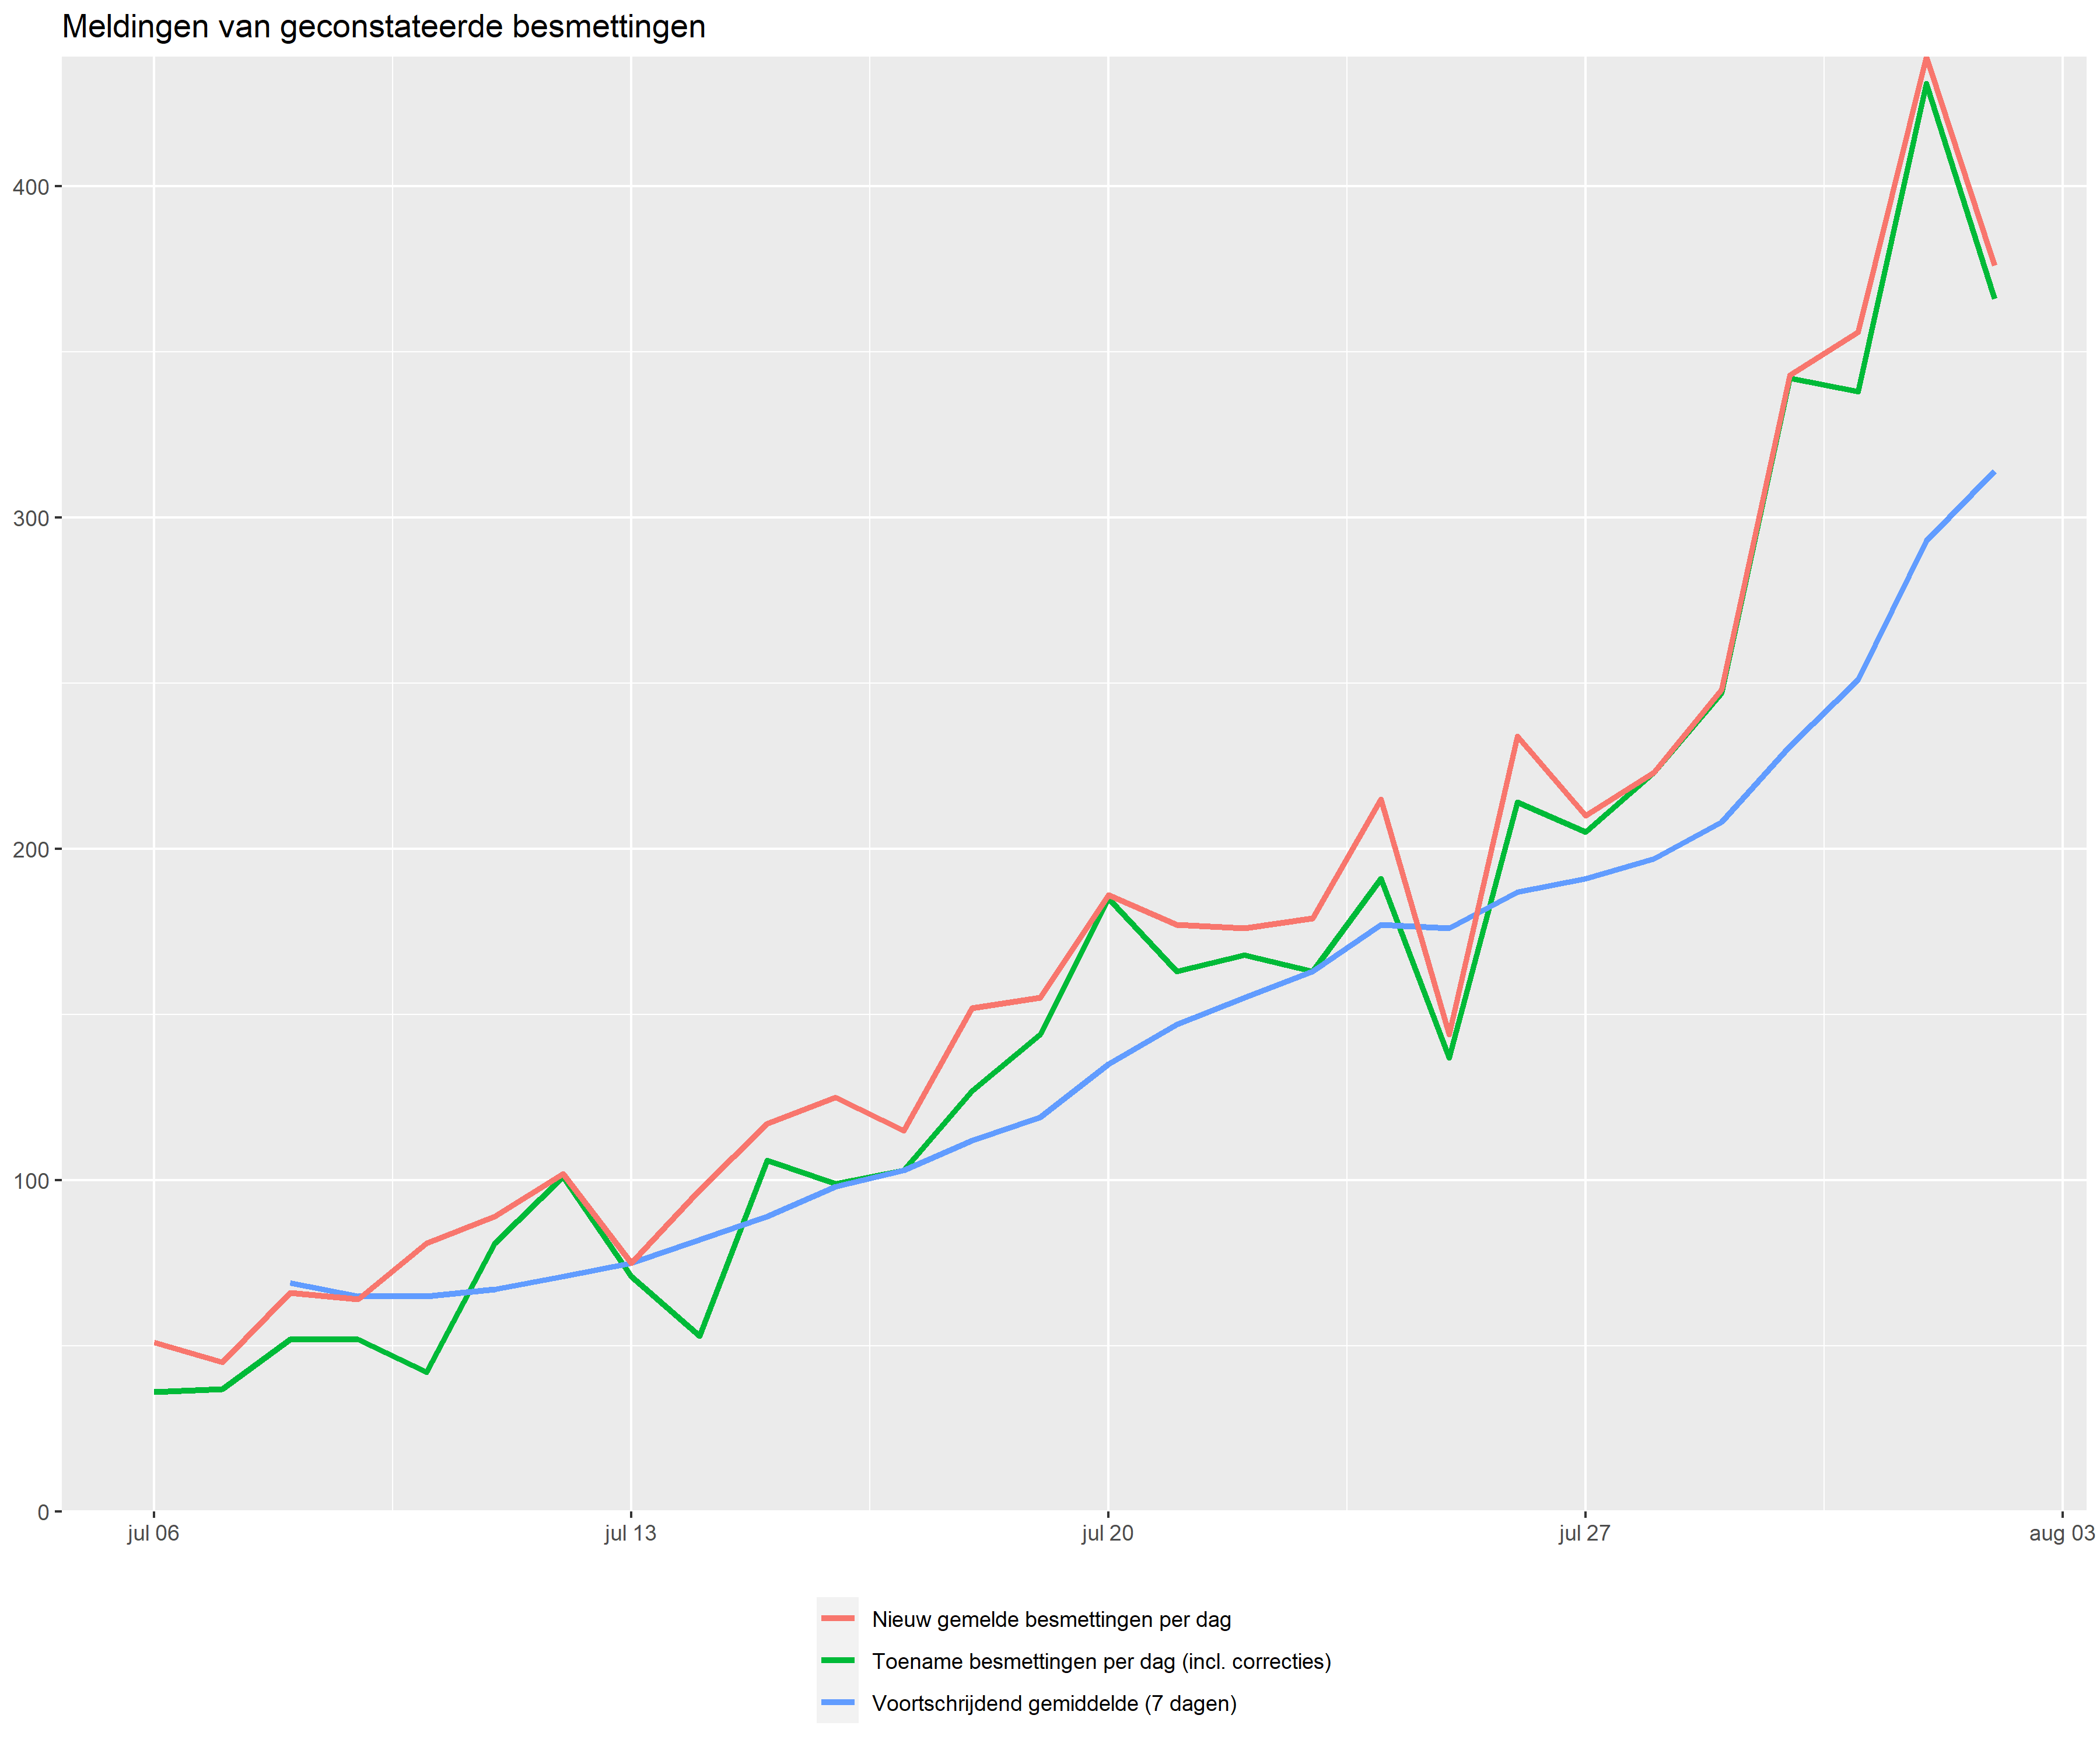 Meldingen van geconstateerde besmettingen
400
300
200
100
0
jul 06 jul 13 jul 20 jul 27 aug 03
Nieuw gemelde besmettingen per dag
Toename besmettingen per dag (incl. correcties)
Voortschrijdend gemiddelde (7 dagen)